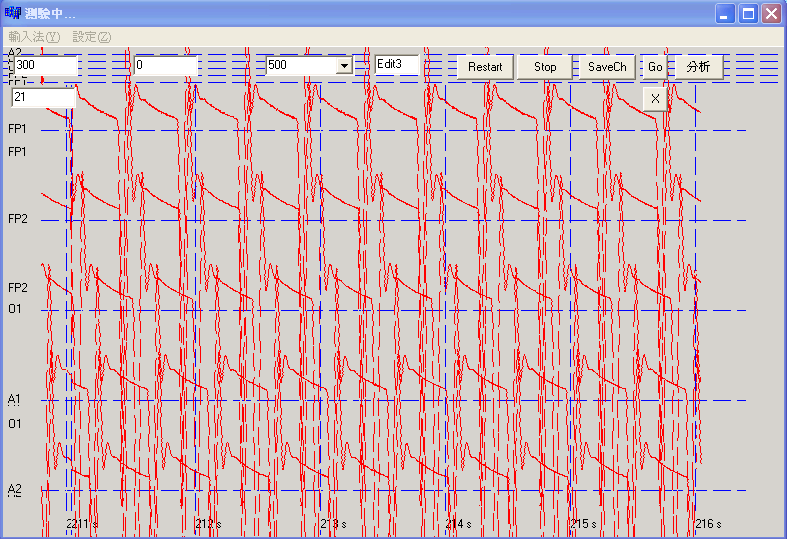 測驗中...
輸入法(Y) 設定(Z)
A2
300 0 500 Edit3 Restart Stop SaveCh Go 分析
21 X
FP1
FP1
FP2
FP2
O1
A1
O1
A2
211 s 212 s 213 s 214 s 215 s 216 s